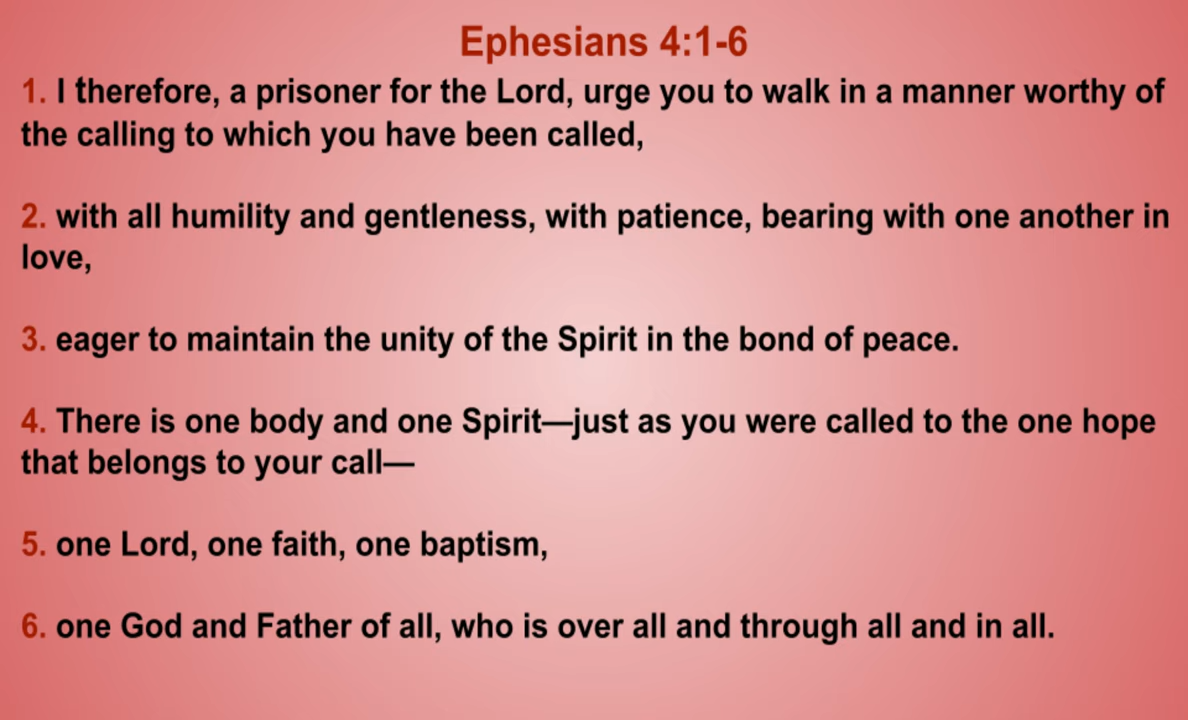 Ephesians 4:1-6
1. I therefore, a prisoner for the Lord, urge you to walk in a manner worthy of
the calling to which you have been called,
2. with all humility and gentleness, with patience, bearing with one another in
love,
3. eager to maintain the unity of the Spirit in the bond of peace.
4. There is one body and one Spirit—just as you were called to the one hope
that belongs to your call—
5. one Lord, one faith, one baptism,
6. one God and Father of all, who is over all and through all and in all.